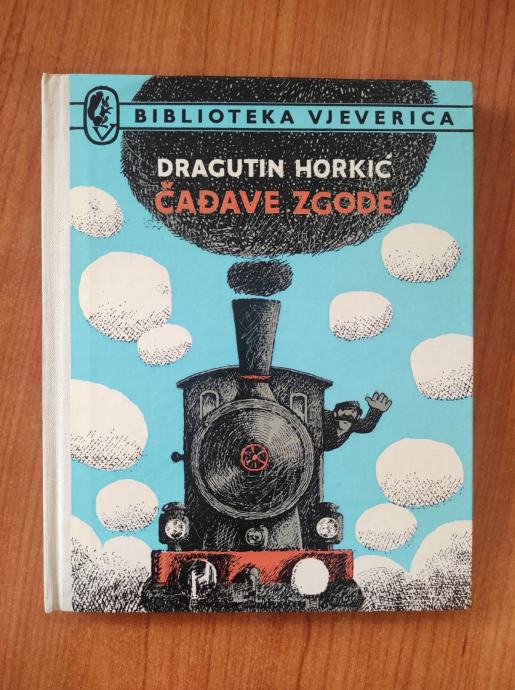 BIBLIOTEKA VJEVERICA
DRAGUTIN HORKIĆ
ČAĐAVE ZGODE